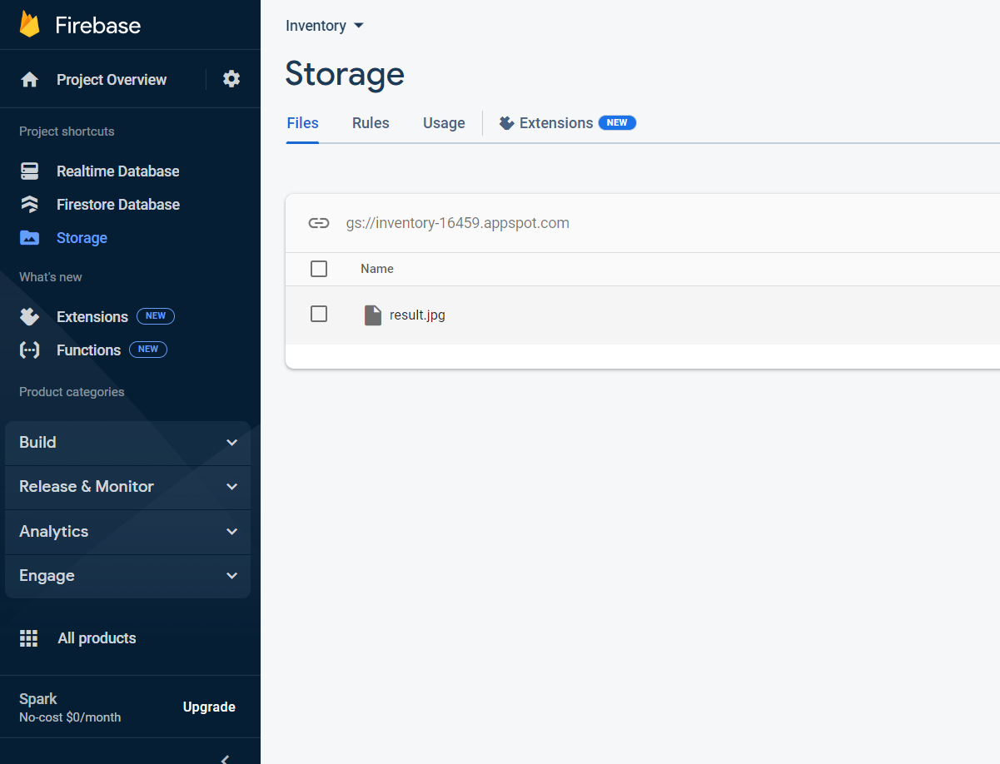 Firebase
Project Overview
Project shortcuts
Realtime Database
Firestore Database
Storage
What's new
Extensions NEW
Functions NEW
Product categories
Build
Release & Monitor
Analytics
Engage
All products
Spark
No-cost $0/month
Upgrade
Inventory
Storage
Files Rules Usage Extensions NEW
gs://inventory-16459.appspot.com
Name
result.jpg